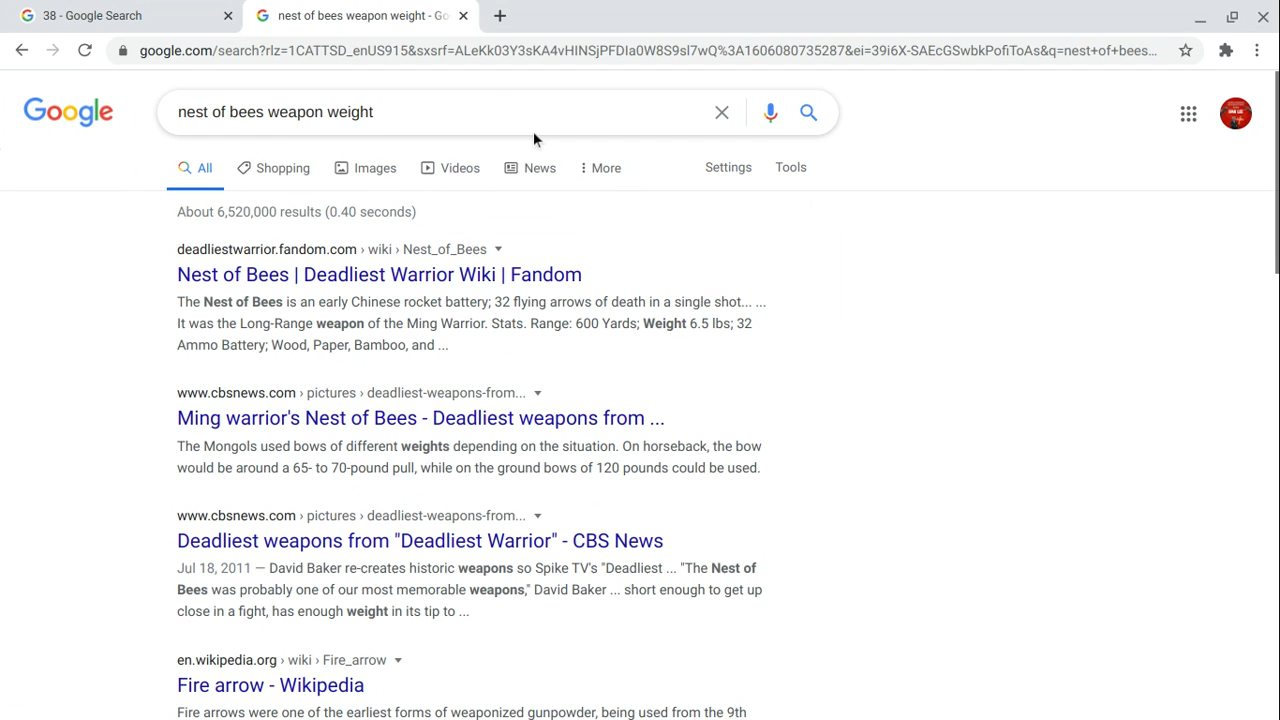 38 - Google Search
nest of bees weapon weight - Go
google.com/search?rlz=1CATTSD_enUS915&sxsrf=ALeKk03Y3sKA4vHINSjPFDIa0W8S9sl7wQ%3A1606080735287&ei=39i6X-SAEcGSwbkPofiToAs&q=nest+of+bees...
Google
nest of bees weapon weight
All Shopping Images Videos News More Settings Tools
About 6,520,000 results (0.40 seconds)
deadliestwarrior.fandom.com › wiki › Nest_of_Bees
Nest of Bees | Deadliest Warrior Wiki | Fandom
The Nest of Bees is an early Chinese rocket battery; 32 flying arrows of death in a single shot... ...
It was the Long-Range weapon of the Ming Warrior. Stats. Range: 600 Yards; Weight 6.5 lbs; 32
Ammo Battery; Wood, Paper, Bamboo, and ...
www.cbsnews.com › pictures › deadliest-weapons-from...
Ming warrior's Nest of Bees - Deadliest weapons from ...
The Mongols used bows of different weights depending on the situation. On horseback, the bow
would be around a 65- to 70-pound pull, while on the ground bows of 120 pounds could be used.
www.cbsnews.com › pictures › deadliest-weapons-from...
Deadliest weapons from "Deadliest Warrior" - CBS News
Jul 18, 2011 — David Baker re-creates historic weapons so Spike TV's "Deadliest ... "The Nest of
Bees was probably one of our most memorable weapons," David Baker ... short enough to get up
close in a fight, has enough weight in its tip to ...
en.wikipedia.org › wiki › Fire_arrow
Fire arrow - Wikipedia
Fire arrows were one of the earliest forms of weaponized gunpowder, being used from the 9th